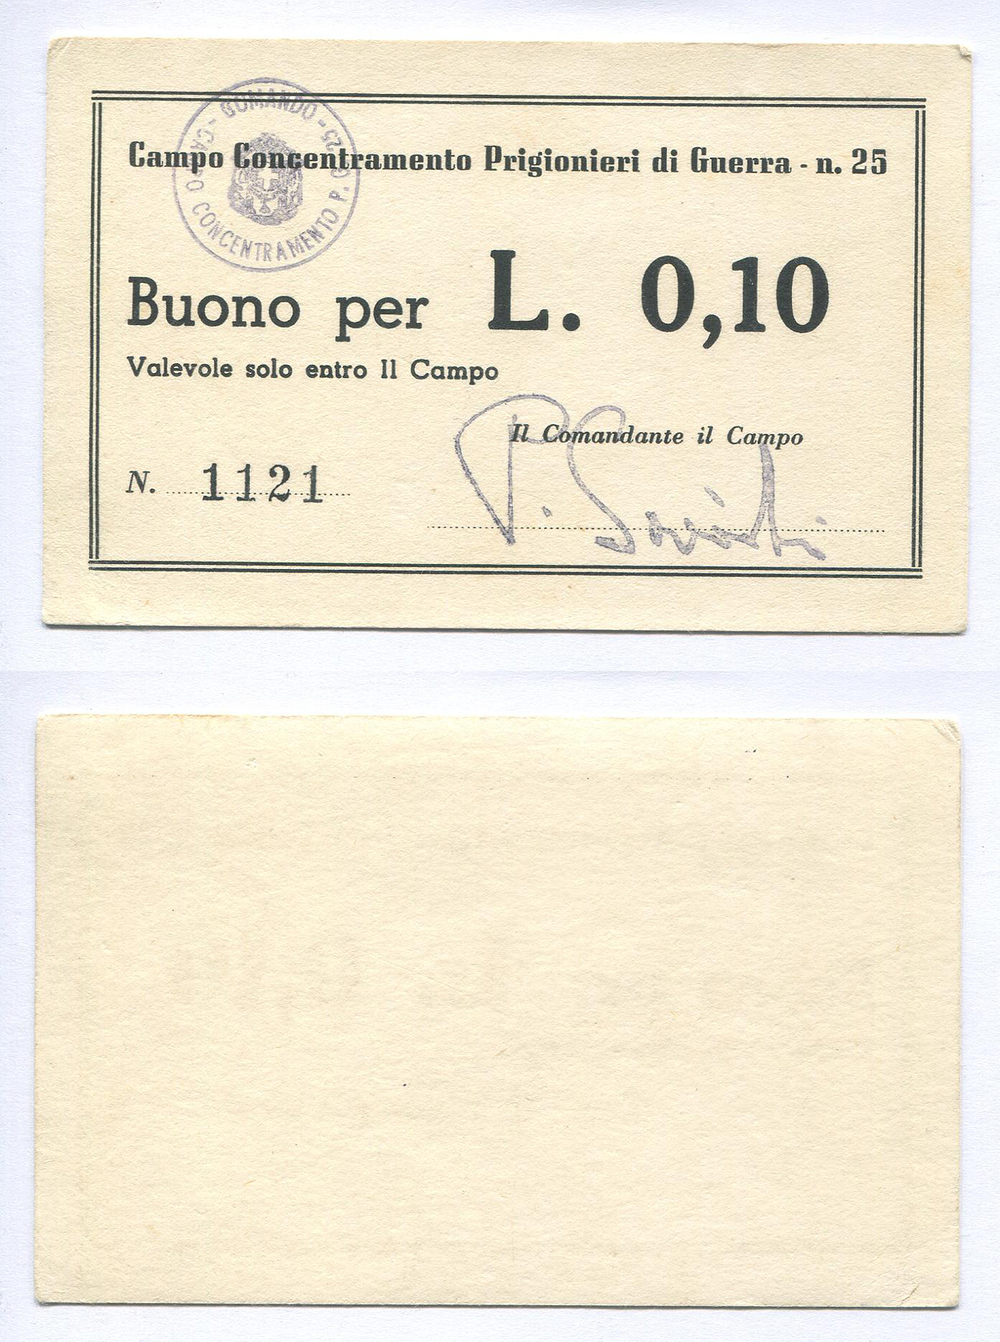 COMANDO - CAMPO CONCENTRAMENTO P. G. 25 -
Campo Concentramento Prigionieri di Guerra - n. 25
Buono per L. 0,10
Valevole solo entro Il Campo
Il Comandante il Campo
N. 1121